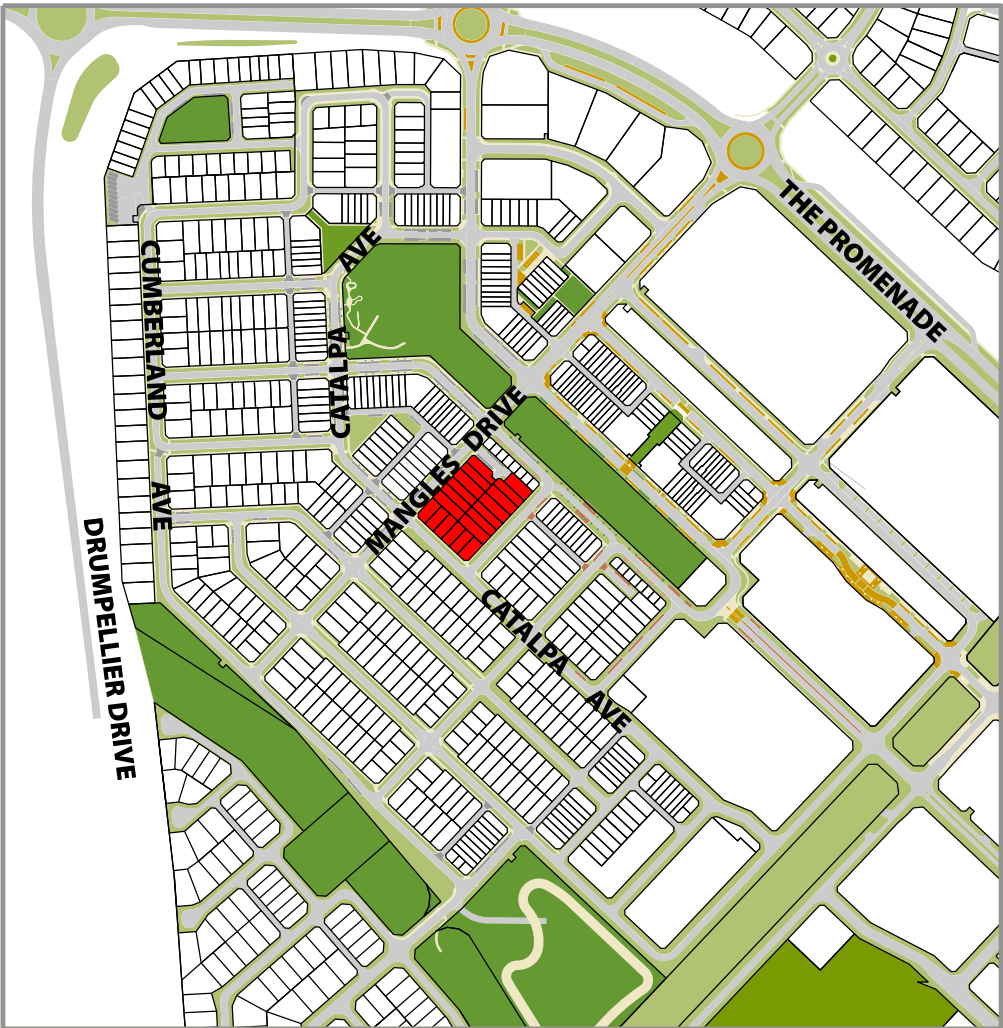 THE PROMENADE
AVE
CUMBERLAND
CATALPA
DRIVE
MANGLES
AVE
DRUMPELLIER DRIVE
CATALPA
AVE